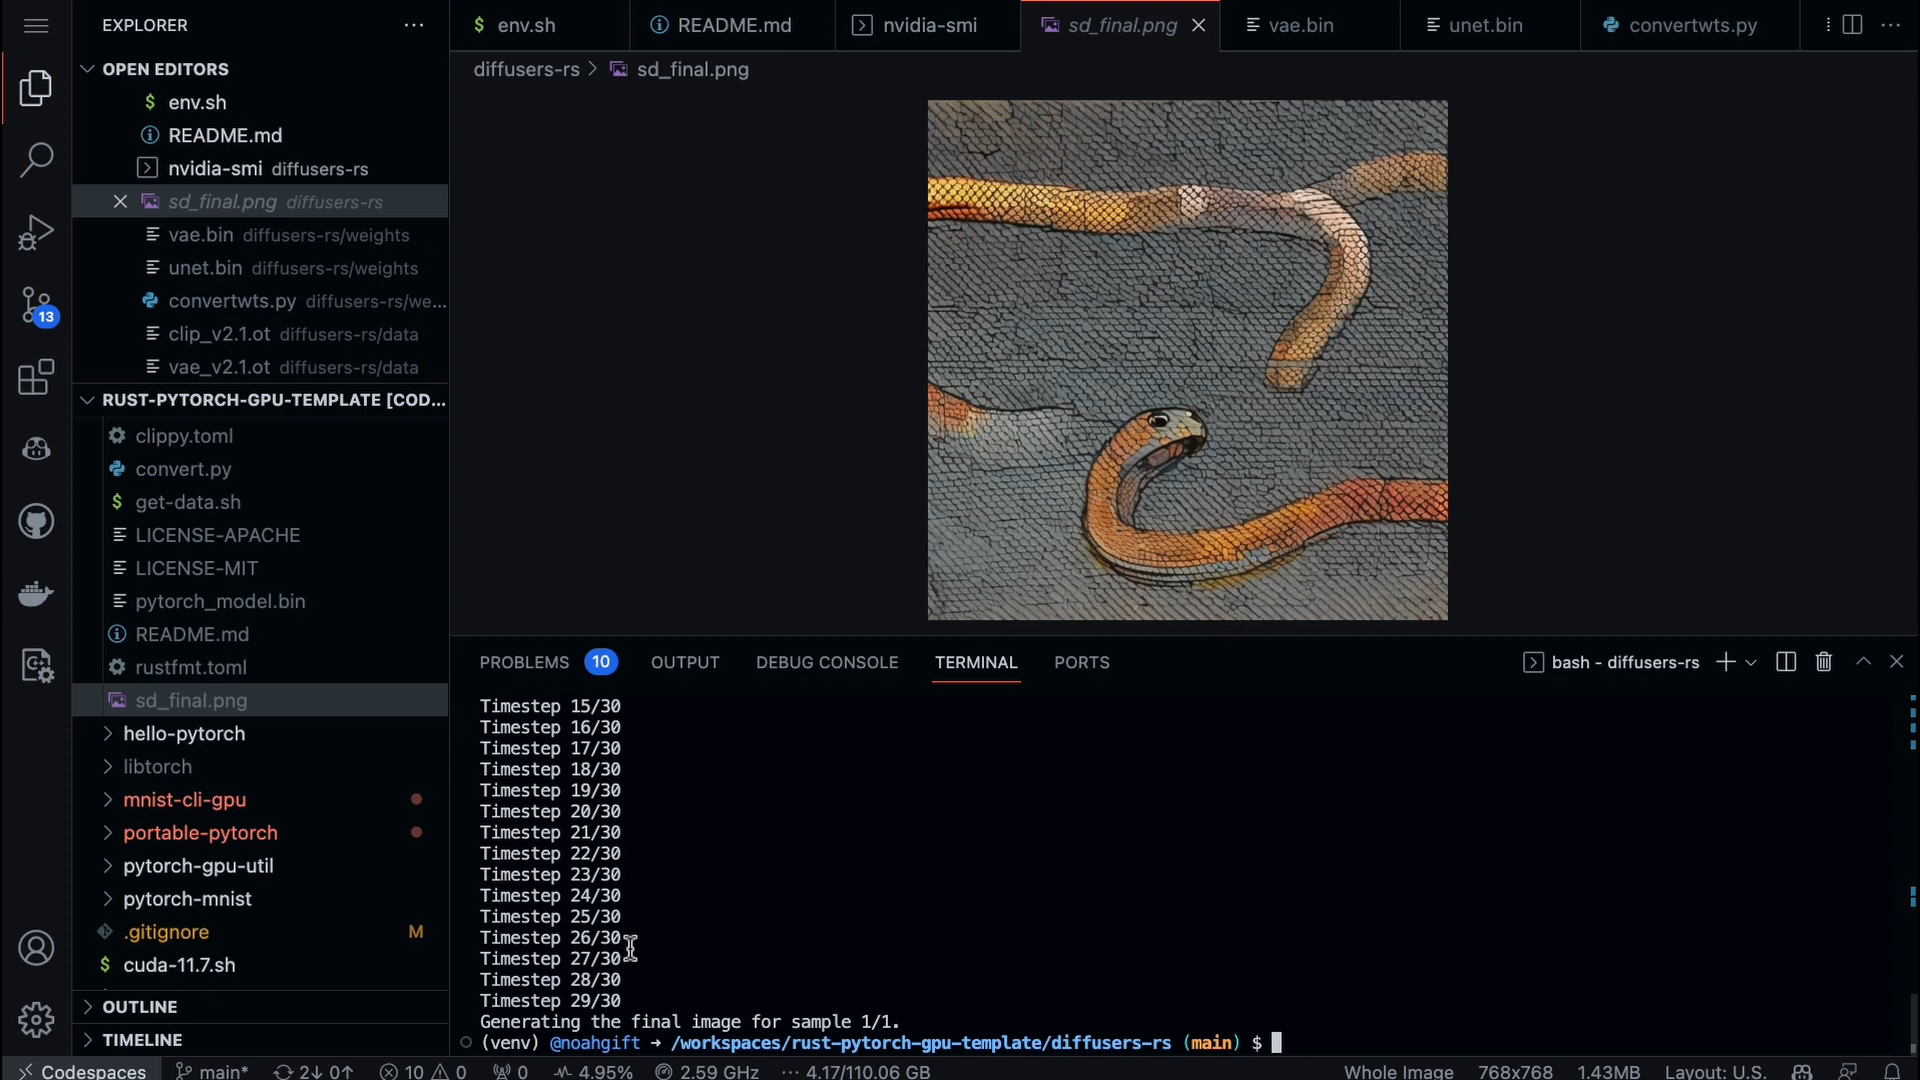 EXPLORER
env.sh
README.md
nvidia-smi
sd_final.png
vae.bin
unet.bin
convertwts.py
OPEN EDITORS
diffusers-rs
sd_final.png
env.sh
README.md
nvidia-smi diffusers-rs
sd_final.png diffusers-rs
vae.bin diffusers-rs/weights
unet.bin diffusers-rs/weights
convertwts.py diffusers-rs/we...
clip_v2.1.ot diffusers-rs/data
vae_v2.1.ot diffusers-rs/data
13
RUST-PYTORCH-GPU-TEMPLATE [COD...
clippy.toml
convert.py
get-data.sh
LICENSE-APACHE
LICENSE-MIT
pytorch_model.bin
README.md
rustfmt.toml
sd_final.png
hello-pytorch
libtorch
mnist-cli-gpu
portable-pytorch
pytorch-gpu-util
pytorch-mnist
.gitignore M
cuda-11.7.sh
OUTLINE
TIMELINE
PROBLEMS 10 OUTPUT DEBUG CONSOLE TERMINAL PORTS
bash - diffusers-rs
Timestep 15/30
Timestep 16/30
Timestep 17/30
Timestep 18/30
Timestep 19/30
Timestep 20/30
Timestep 21/30
Timestep 22/30
Timestep 23/30
Timestep 24/30
Timestep 25/30
Timestep 26/30
Timestep 27/30
Timestep 28/30
Timestep 29/30
Generating the final image for sample 1/1.
(venv) @noahgift → /workspaces/rust-pytorch-gpu-template/diffusers-rs (main) $
Codespaces main* 2↓ 0↑ 10 0 0 4.95% 2.59 GHz 4.17/110.06 GB Whole Image 768x768 1.43MB Layout: U.S.